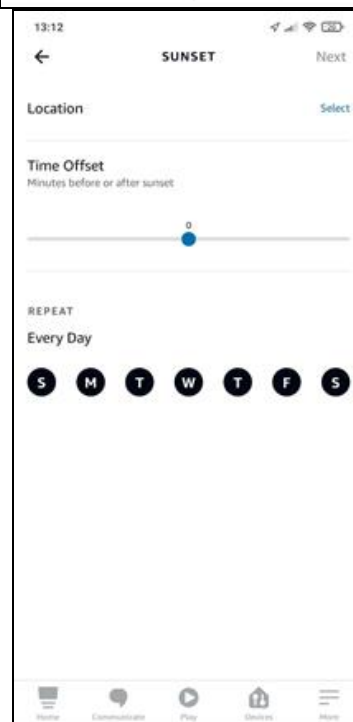 13:12
SUNSET Next
Location Select
Time Offset
Minutes before or after sunset
0
REPEAT
Every Day
S M T W T F S
Home Communicate Play Devices More